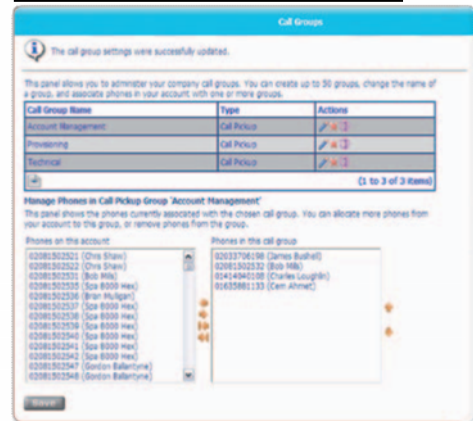 Call Groups
The call group settings were successfully updated.
This panel allows you to administer your company call groups. You can create up to 50 groups, change the name of
a group, and associate phones in your account with one or more groups.
Call Group Name Type Actions
Account Management Call Pickup
Provisioning Call Pickup
Technical Call Pickup
(1 to 3 of 3 items)
Manage Phones in Call Pickup Group 'Account Management'
This panel shows the phones currently associated with the chosen call group. You can allocate more phones from
your account to this group, or remove phones from the group.
Phones on this account Phones in this call group
02081502521 (Chris Shaw) 02033706198 (James Bushell)
02081502522 (Chris Shaw) 02081502532 (Bob Mills)
02081502531 (Bob Mills) 01414940108 (Charles Loughlin)
02081502535 (Spa 8000 Hex) 01635881133 (Cem Ahmet)
02081502536 (Brian Mulligan)
02081502537 (Spa 8000 Hex)
02081502538 (Spa 8000 Hex)
02081502539 (Spa 8000 Hex)
02081502540 (Spa 8000 Hex)
02081502541 (Spa 8000 Hex)
02081502542 (Spa 8000 Hex)
02081502547 (Gordon Ballantyne)
02081502548 (Gordon Ballantyne)
Save